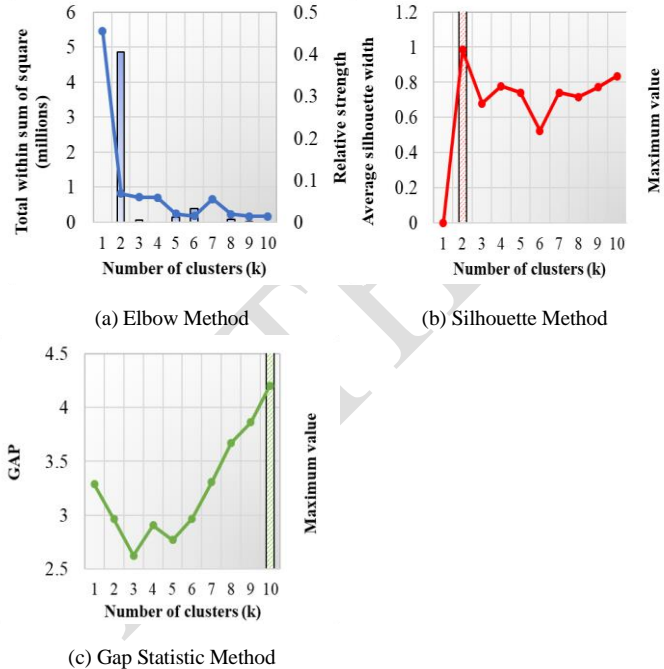 6
5
4
3
2
1
0
0.5
0.4
0.3
0.2
0.1
0
Total within sum of square
(millions)
Relative strength
1 2 3 4 5 6 7 8 9 10
Number of clusters (k)
(a) Elbow Method
1.2
1
0.8
0.6
0.4
0.2
0
Average silhouette width
Maximum value
1 2 3 4 5 6 7 8 9 10
Number of clusters (k)
(b) Silhouette Method
4.5
4
3.5
3
2.5
GAP
Maximum value
1 2 3 4 5 6 7 8 9 10
Number of clusters (k)
(c) Gap Statistic Method